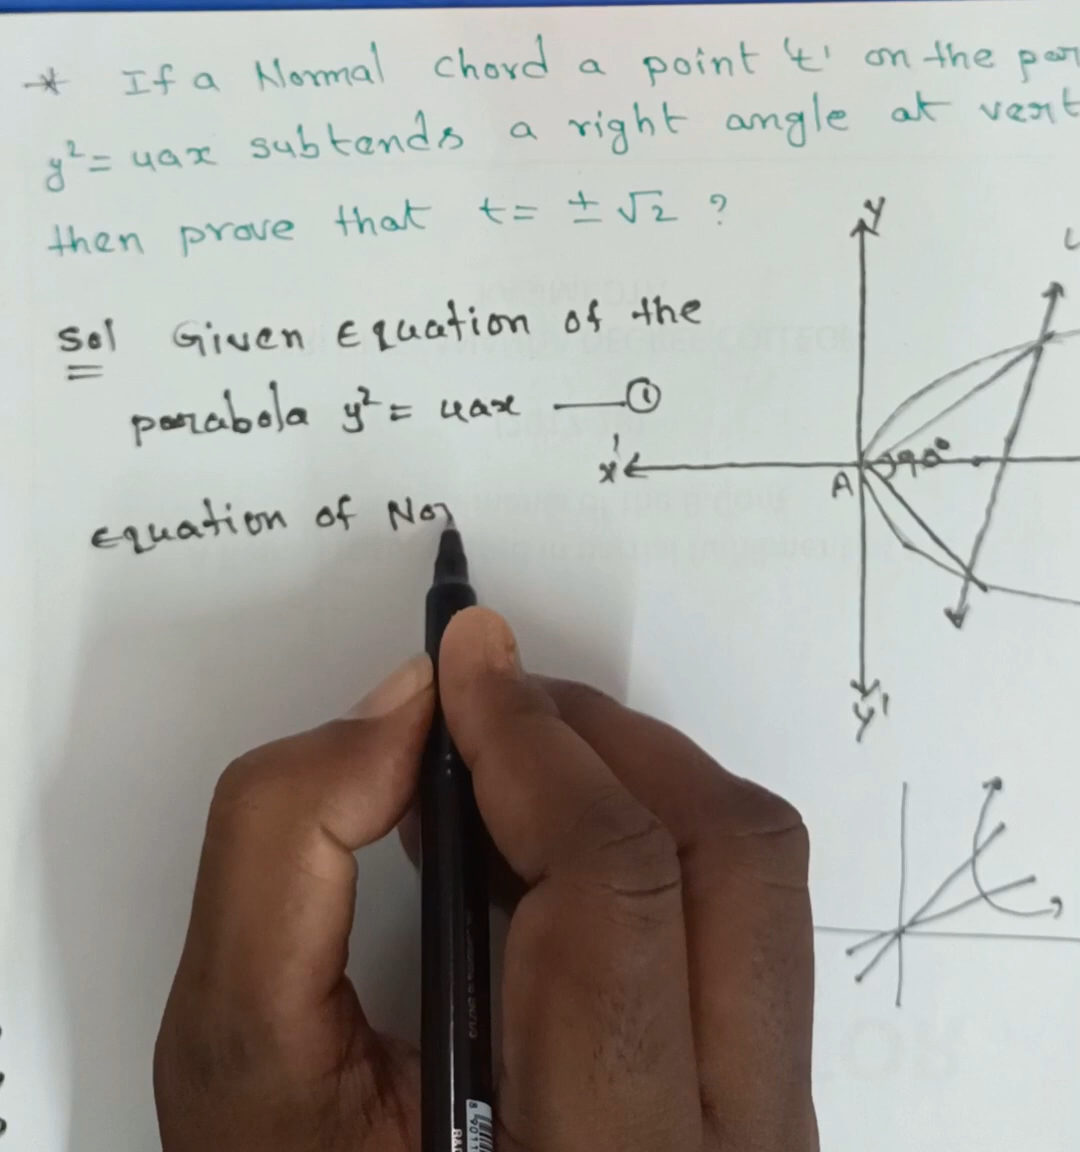 * If a Normal chord a point 't' on the par
y² = 4ax subtends a right angle at vert
then prove that t = ± √2 ?
Sol Given Equation of the
parabola y² = 4ax —①
Equation of Nor
Y
x'
A
90°
y'